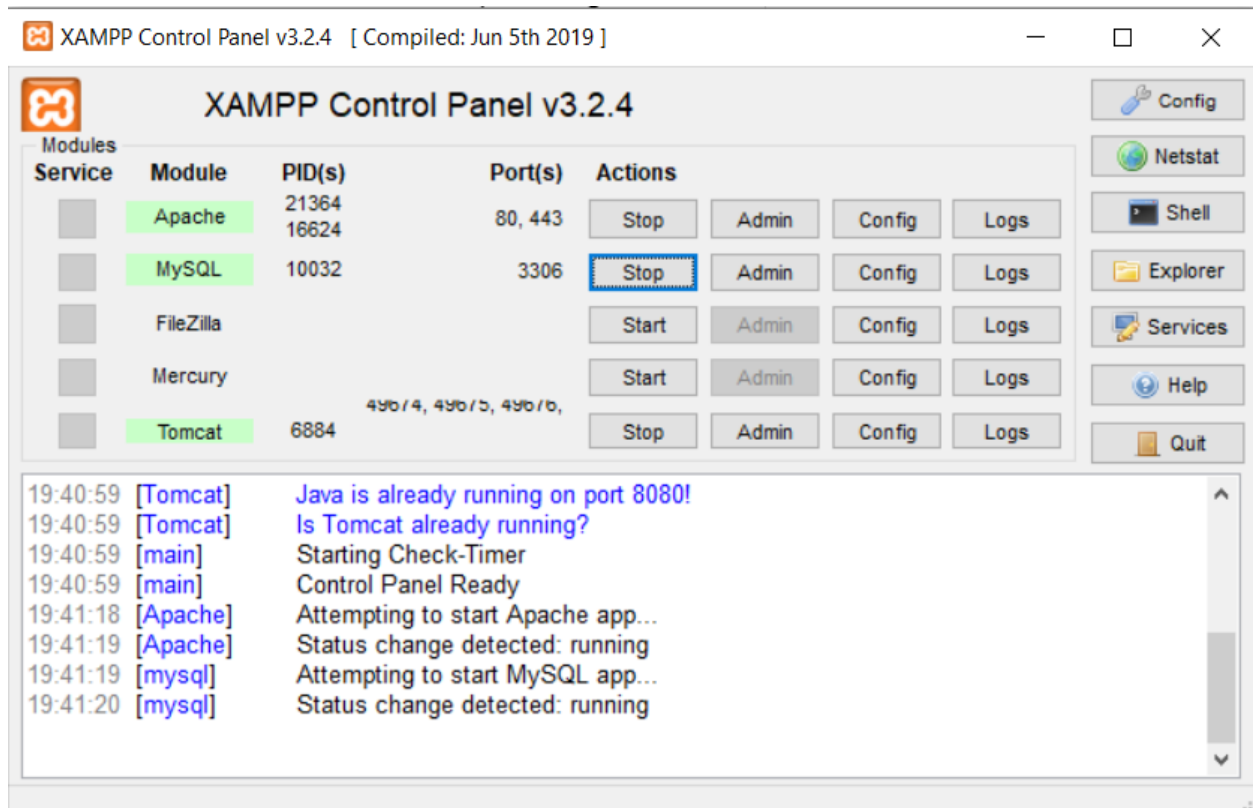 XAMPP Control Panel v3.2.4 [ Compiled: Jun 5th 2019 ]
XAMPP Control Panel v3.2.4
Config
Modules
Service Module PID(s) Port(s) Actions
Netstat
Apache 21364 16624 80, 443 Stop Admin Config Logs
Shell
MySQL 10032 3306 Stop Admin Config Logs
Explorer
FileZilla Start Admin Config Logs
Services
Mercury Start Admin Config Logs
Help
49674, 49675, 49676,
Tomcat 6884 Stop Admin Config Logs
Quit
19:40:59 [Tomcat] Java is already running on port 8080!
19:40:59 [Tomcat] Is Tomcat already running?
19:40:59 [main] Starting Check-Timer
19:40:59 [main] Control Panel Ready
19:41:18 [Apache] Attempting to start Apache app...
19:41:19 [Apache] Status change detected: running
19:41:19 [mysql] Attempting to start MySQL app...
19:41:20 [mysql] Status change detected: running